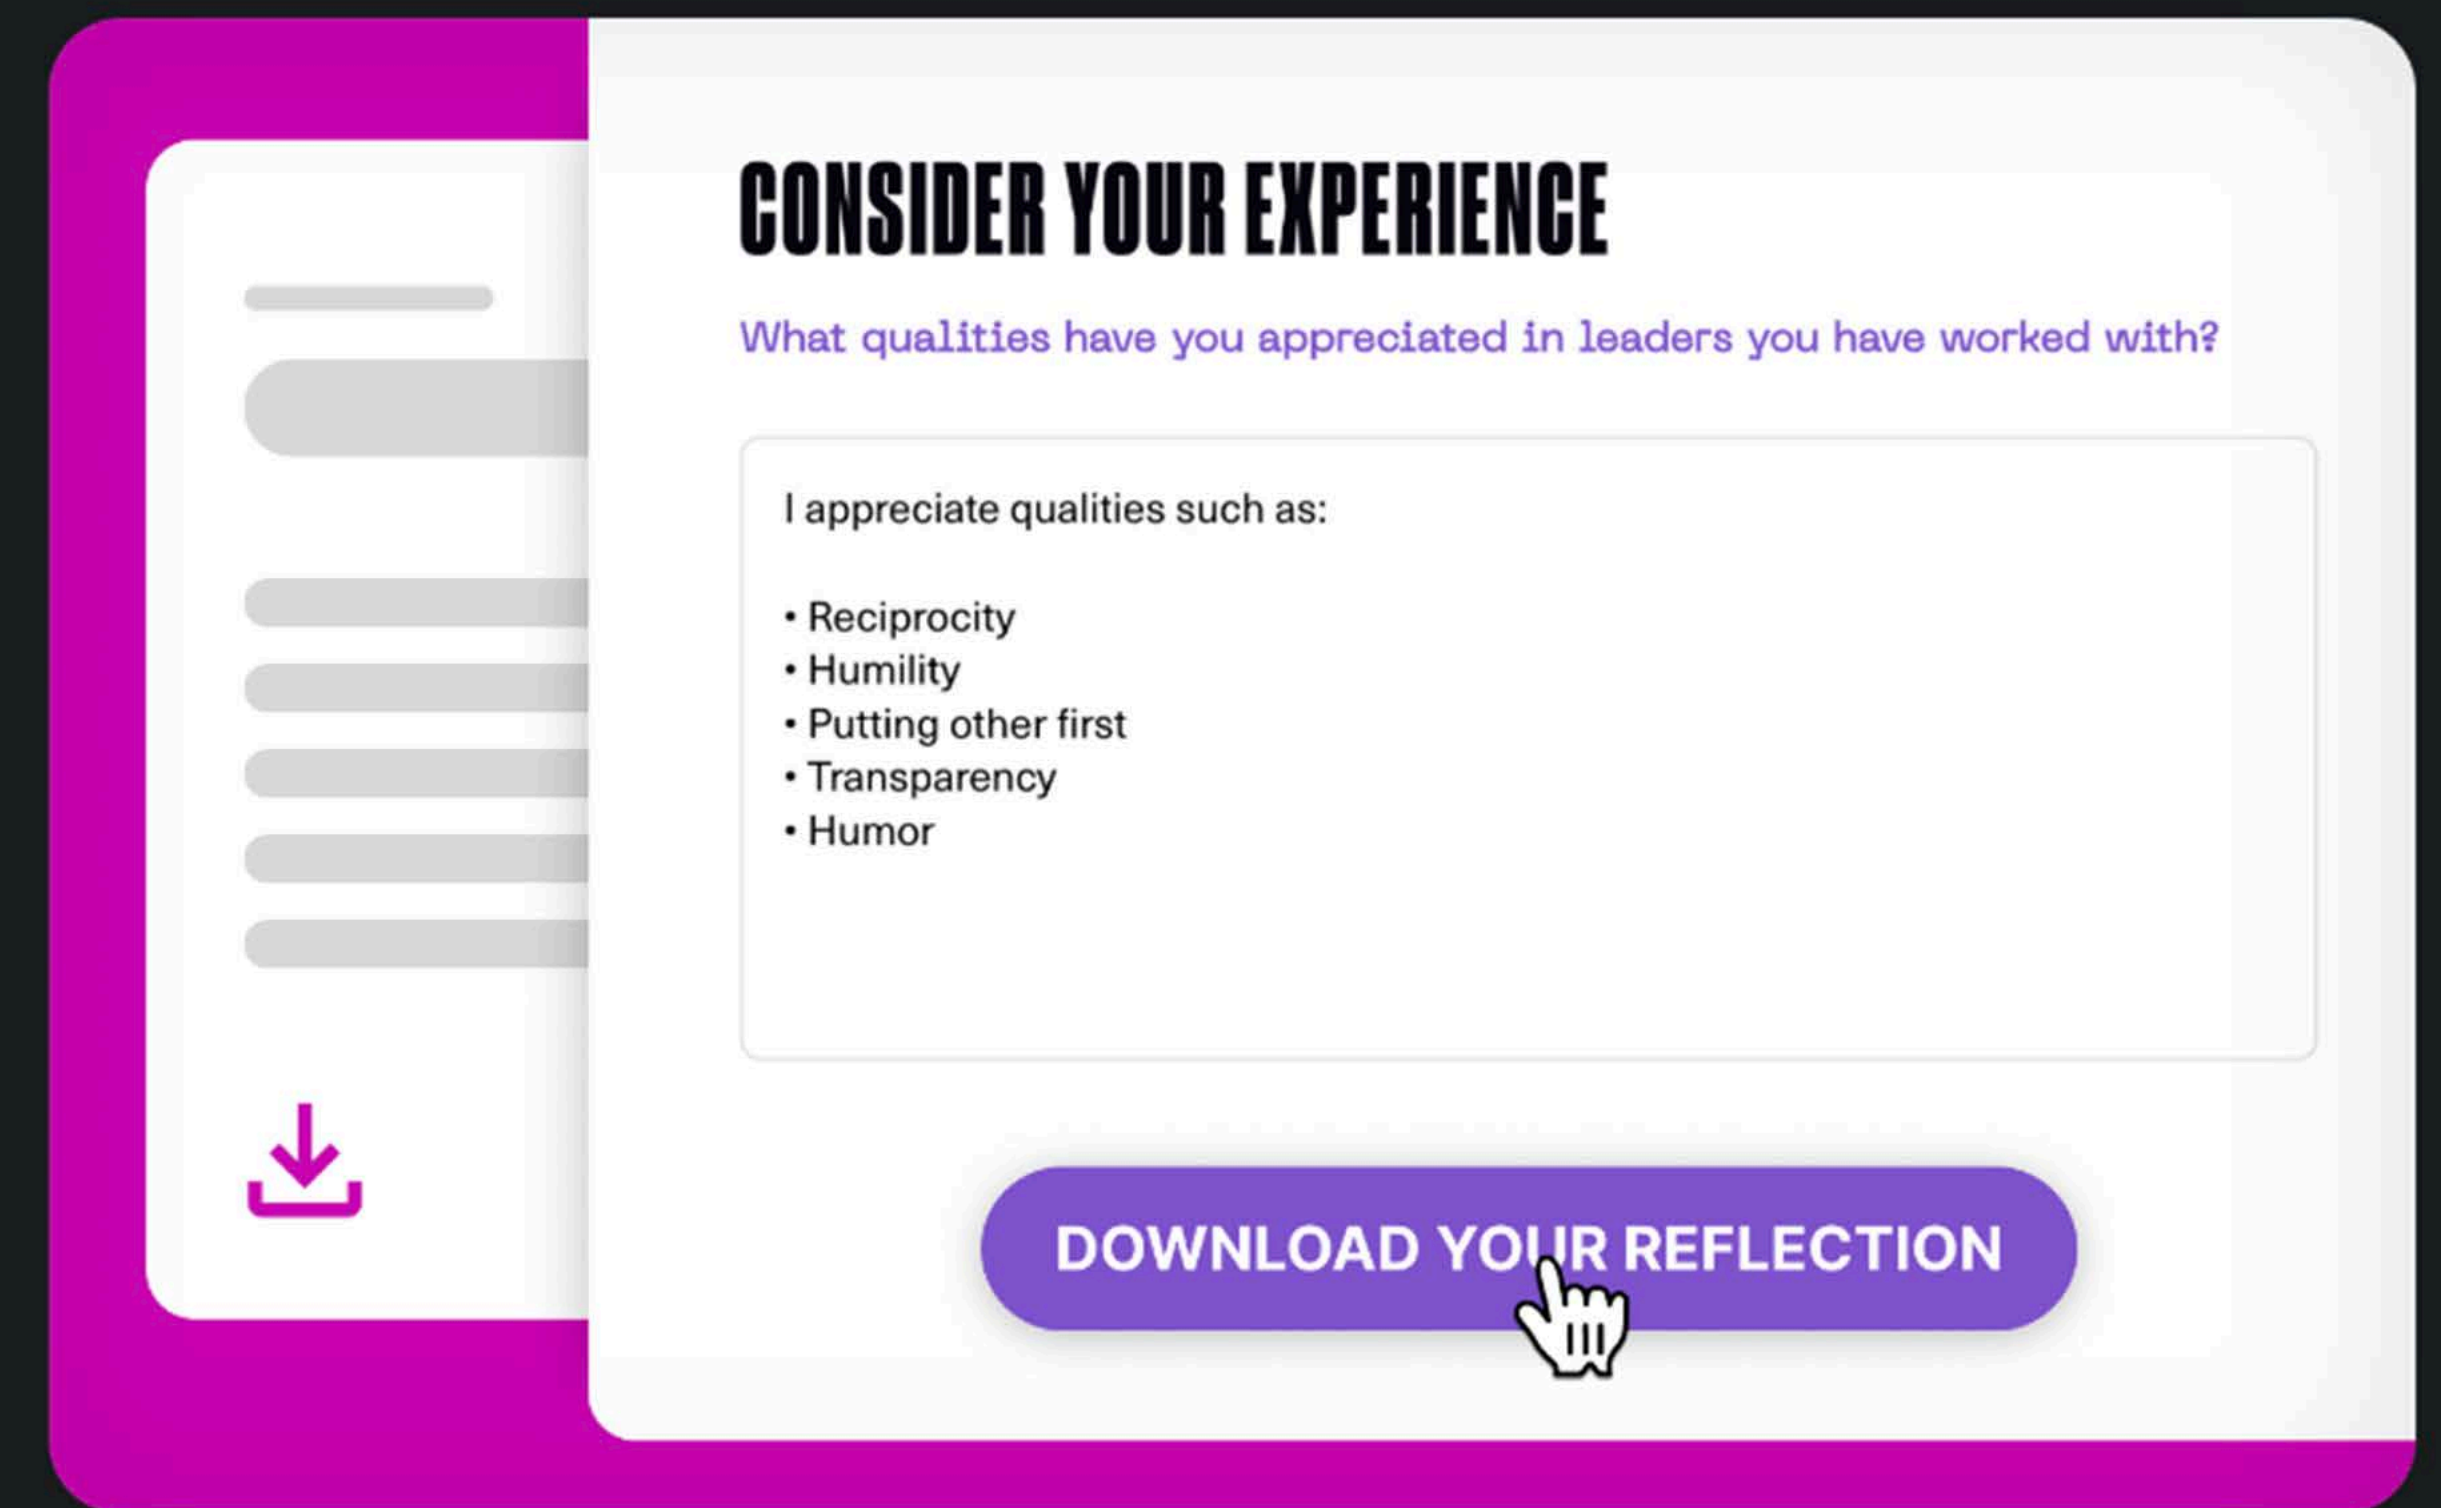 CONSIDER YOUR EXPERIENCE
What qualities have you appreciated in leaders you have worked with?
I appreciate qualities such as:
• Reciprocity
• Humility
• Putting other first
• Transparency
• Humor
DOWNLOAD YOUR REFLECTION